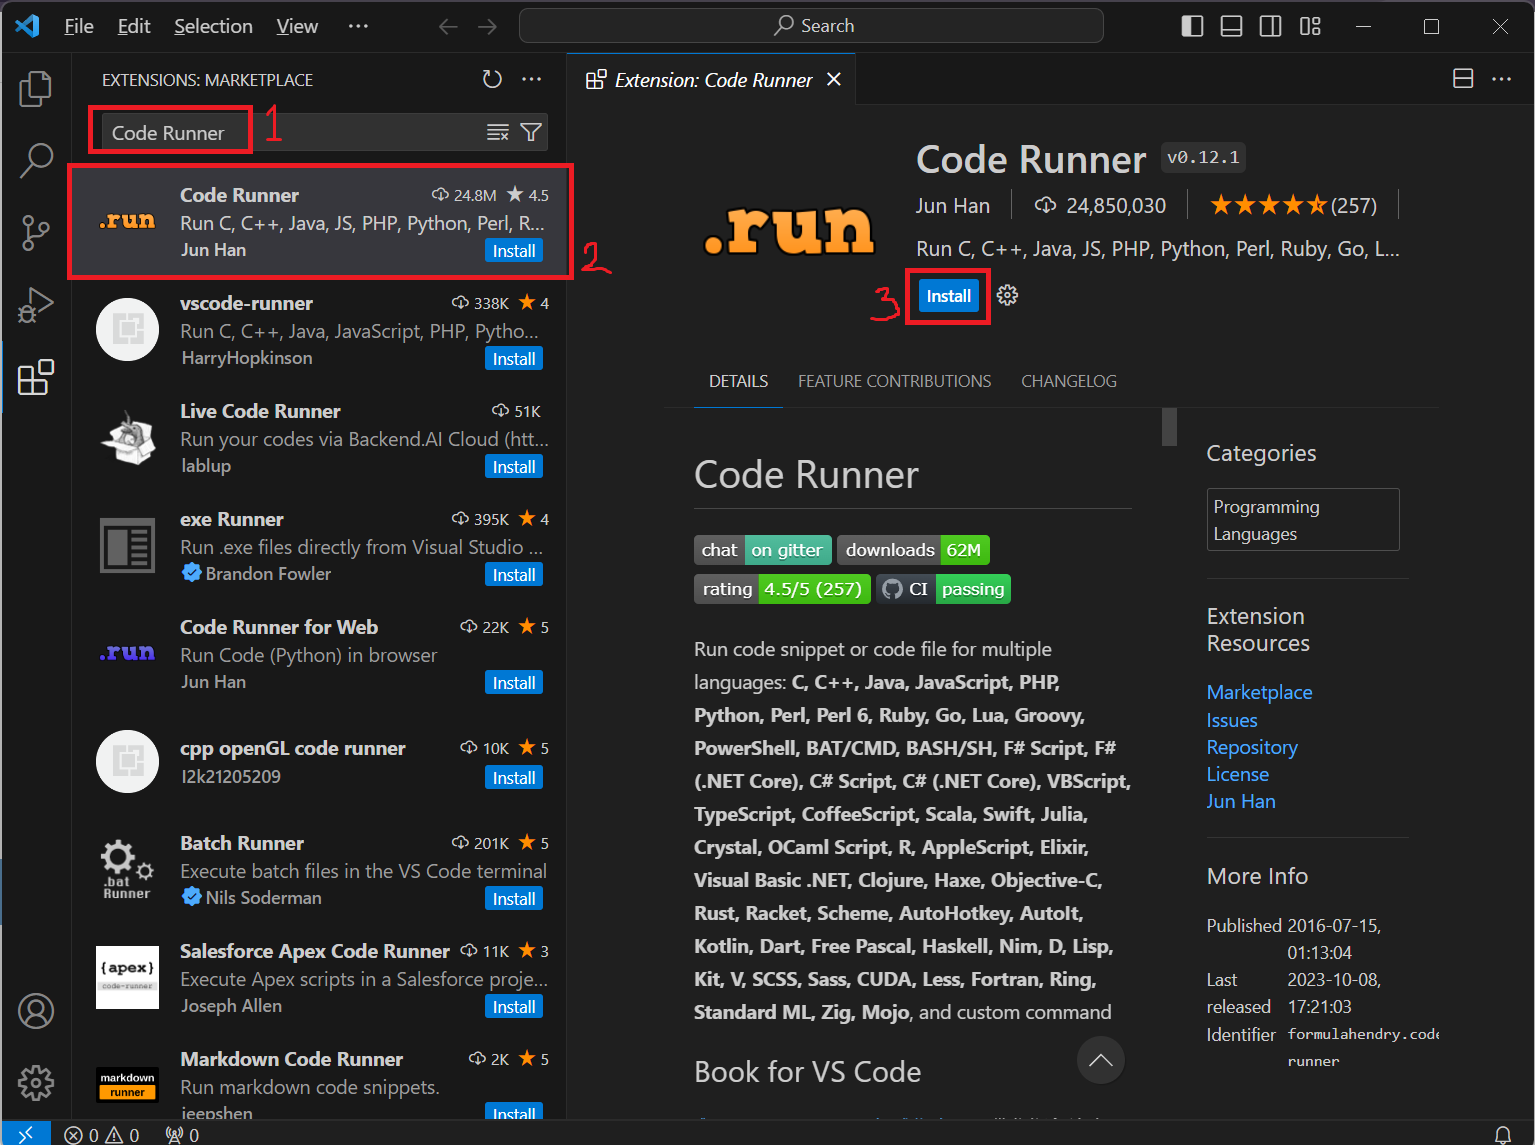 File Edit Selection View ···
Search
EXTENSIONS: MARKETPLACE
Code Runner
1
.run
Code Runner
24.8M ★ 4.5
Run C, C++, Java, JS, PHP, Python, Perl, R...
Jun Han
Install
2
vscode-runner
338K ★ 4
Run C, C++, Java, JavaScript, PHP, Pytho...
HarryHopkinson
Install
Live Code Runner
51K
Run your codes via Backend.AI Cloud (htt...
lablup
Install
exe Runner
395K ★ 4
Run .exe files directly from Visual Studio ...
Brandon Fowler
Install
.run
Code Runner for Web
22K ★ 5
Run Code (Python) in browser
Jun Han
Install
cpp openGL code runner
10K ★ 5
l2k21205209
Install
.bat
Runner
Batch Runner
201K ★ 5
Execute batch files in the VS Code terminal
Nils Soderman
Install
{apex}
code-runner
Salesforce Apex Code Runner
11K ★ 3
Execute Apex scripts in a Salesforce proje...
Joseph Allen
Install
markdown
runner
Markdown Code Runner
2K ★ 5
Run markdown code snippets.
jeepshen
Install
Extension: Code Runner
.run
Code Runner v0.12.1
Jun Han
24,850,030
★★★★★(257)
Run C, C++, Java, JS, PHP, Python, Perl, Ruby, Go, L...
3
Install
DETAILS FEATURE CONTRIBUTIONS CHANGELOG
Code Runner
chat on gitter downloads 62M
rating 4.5/5 (257) CI passing
Run code snippet or code file for multiple
languages: C, C++, Java, JavaScript, PHP,
Python, Perl, Perl 6, Ruby, Go, Lua, Groovy,
PowerShell, BAT/CMD, BASH/SH, F# Script, F#
(.NET Core), C# Script, C# (.NET Core), VBScript,
TypeScript, CoffeeScript, Scala, Swift, Julia,
Crystal, OCaml Script, R, AppleScript, Elixir,
Visual Basic .NET, Clojure, Haxe, Objective-C,
Rust, Racket, Scheme, AutoHotkey, AutoIt,
Kotlin, Dart, Free Pascal, Haskell, Nim, D, Lisp,
Kit, V, SCSS, Sass, CUDA, Less, Fortran, Ring,
Standard ML, Zig, Mojo, and custom command
Book for VS Code
Categories
Programming
Languages
Extension
Resources
Marketplace
Issues
Repository
License
Jun Han
More Info
Published 2016-07-15,
01:13:04
Last 2023-10-08,
released 17:21:03
Identifier formulahendry.code
runner
0 0 0